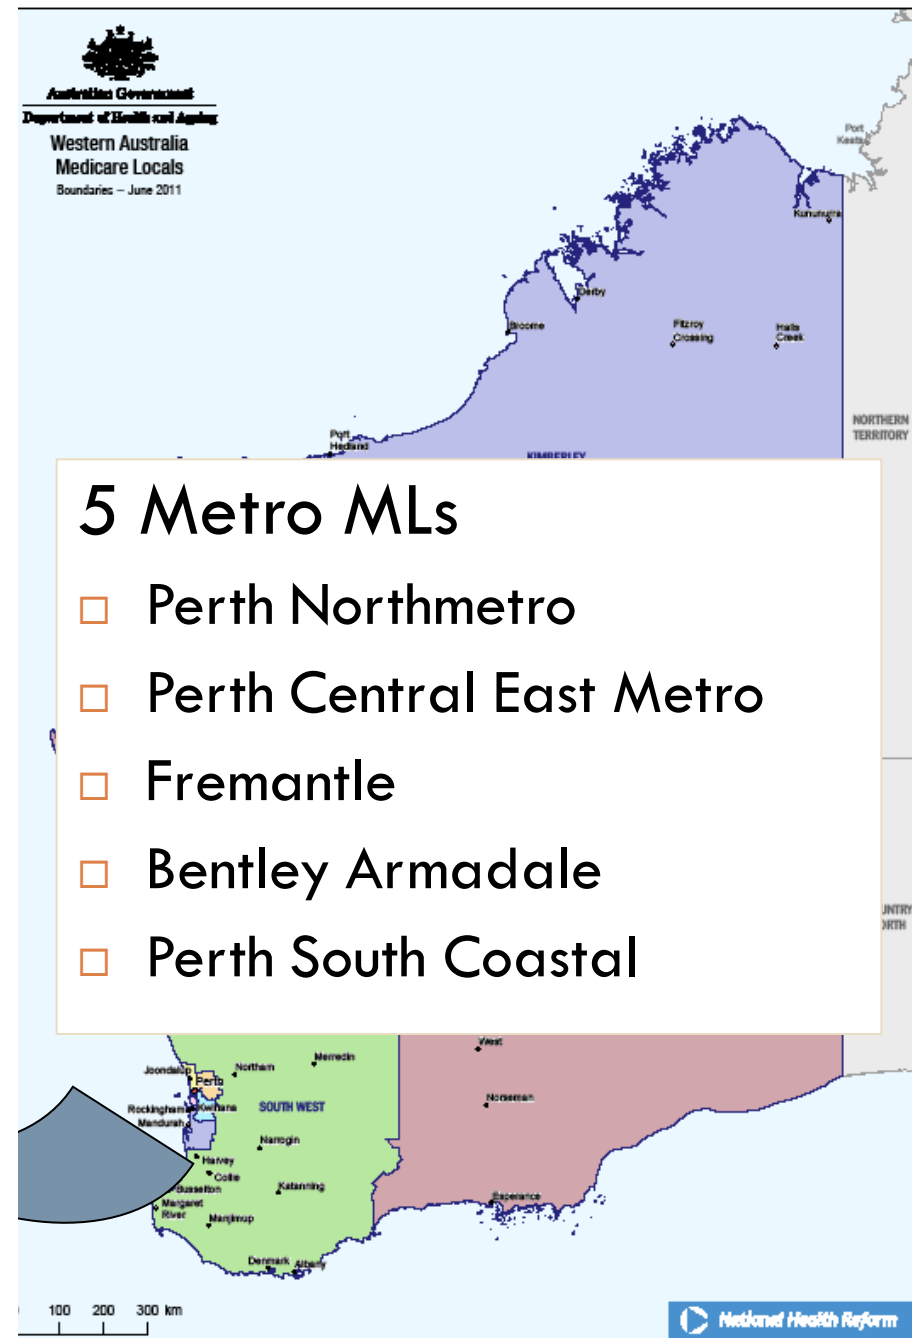 Australian Government
Department of Health and Ageing
Western Australia
Medicare Locals
Boundaries – June 2011
Port
Keats
Kununurra
Derby
Broome
Fitzroy
Crossing
Halls
Creek
NORTHERN
TERRITORY
Port
Hedland
KIMBERLEY
5 Metro MLs
Perth Northmetro
Perth Central East Metro
Fremantle
Bentley Armadale
Perth South Coastal
West
Merredin
Joondalup
Northam
Perth
Norseman
Rockingham
Kwinana
SOUTH WEST
Mandurah
Narrogin
Harvey
Collie
Busselton
Katanning
Margaret
River
Esperance
Manjimup
Denmark
Albany
100 200 300 km
National Health Reform